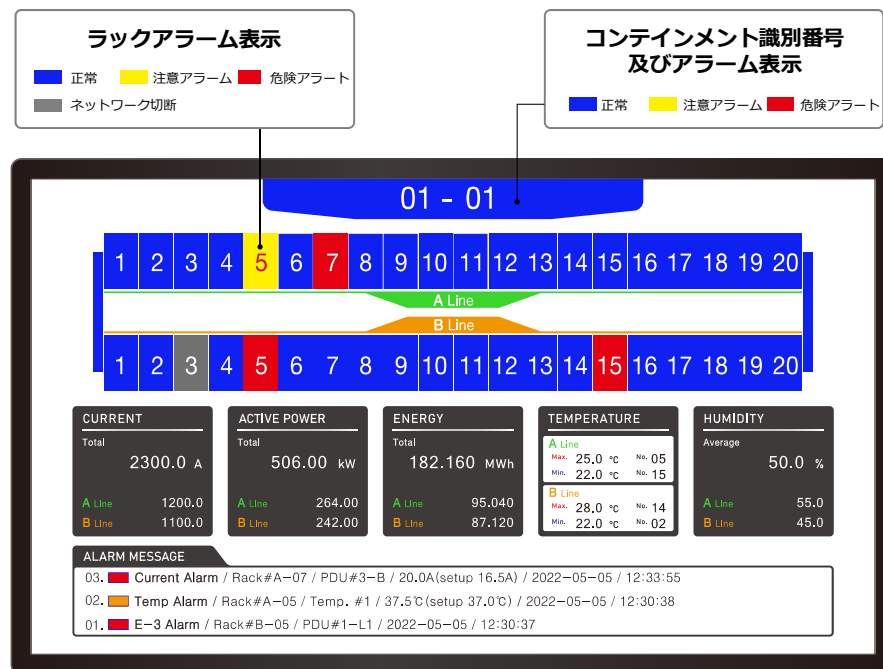 ラックアラーム表示
正常 注意アラーム 危険アラート
ネットワーク切断
コンテインメント識別番号
及びアラーム表示
正常 注意アラーム 危険アラート
01 - 01
1 2 3 4 5 6 7 8 9 10 11 12 13 14 15 16 17 18 19 20
A Line
B Line
1 2 3 4 5 6 7 8 9 10 11 12 13 14 15 16 17 18 19 20
CURRENT
Total
2300.0 A
A LIne 1200.0
B LIne 1100.0
ACTIVE POWER
Total
506.00 kW
A LIne 264.00
B LIne 242.00
ENERGY
Total
182.160 MWh
A LIne 95.040
B LIne 87.120
TEMPERATURE
A Line
Max. 25.0 ℃ No. 05
Min. 22.0 ℃ No. 15
B Line
Max. 28.0 ℃ No. 14
Min. 22.0 ℃ No. 02
HUMIDITY
Average
50.0 %
A LIne 55.0
B LIne 45.0
ALARM MESSAGE
03. Current Alarm / Rack#A-07 / PDU#3-B / 20.0A(setup 16.5A) / 2022-05-05 / 12:33:55
02. Temp Alarm / Rack#A-05 / Temp. #1 / 37.5℃(setup 37.0℃) / 2022-05-05 / 12:30:38
01. E-3 Alarm / Rack#B-05 / PDU#1-L1 / 2022-05-05 / 12:30:37